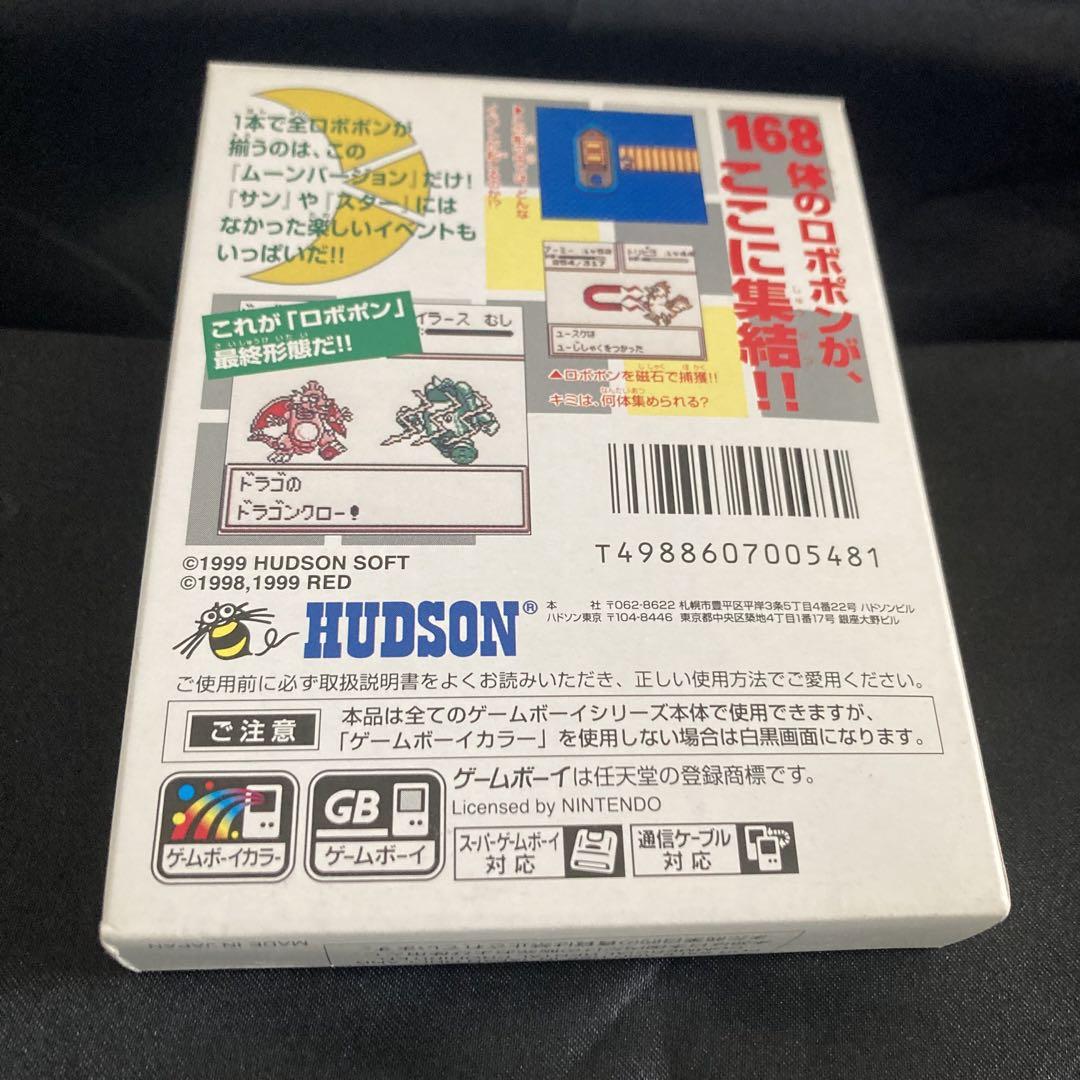 1本で全ロボポンが
揃うのは、この
『ムーンバージョン』だけ!
『サン』や『スター』には
なかった楽しいイベントも
いっぱいだ!!
168体のロボポンが、
ここに集結!!
これが「ロボポン」
最終形態だ!!
イラース むし
ドラゴの
ドラゴンクロー!
254/317
ユースケは
ユーじしゃくをつかった
▲ロボポンを磁石で捕獲!!
キミは、何体集められる?
T4988607005481
©1999 HUDSON SOFT
©1998,1999 RED
HUDSON®
本 社 〒062-8622 札幌市豊平区平岸3条5丁目4番22号 ハドソンビル
ハドソン東京 〒104-8446 東京都中央区築地4丁目1番17号 銀座大野ビル
ご使用前に必ず取扱説明書をよくお読みいただき、正しい使用方法でご愛用ください。
ご注意
本品は全てのゲームボーイシリーズ本体で使用できますが、
「ゲームボーイカラー」を使用しない場合は白黒画面になります。
ゲームボーイカラー
GB
ゲームボーイ
ゲームボーイは任天堂の登録商標です。
Licensed by NINTENDO
スーパーゲームボーイ
対応
通信ケーブル
対応
MADE IN JAPAN